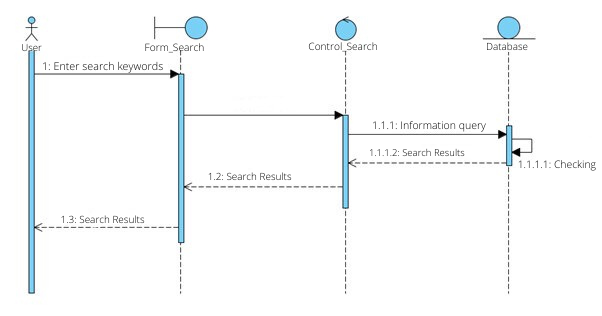 User
Form_Search
Control_Search
Database
1: Enter search keywords
1.1.1: Information query
1.1.1.2: Search Results
1.1.1.1: Checking
1.2: Search Results
1.3: Search Results